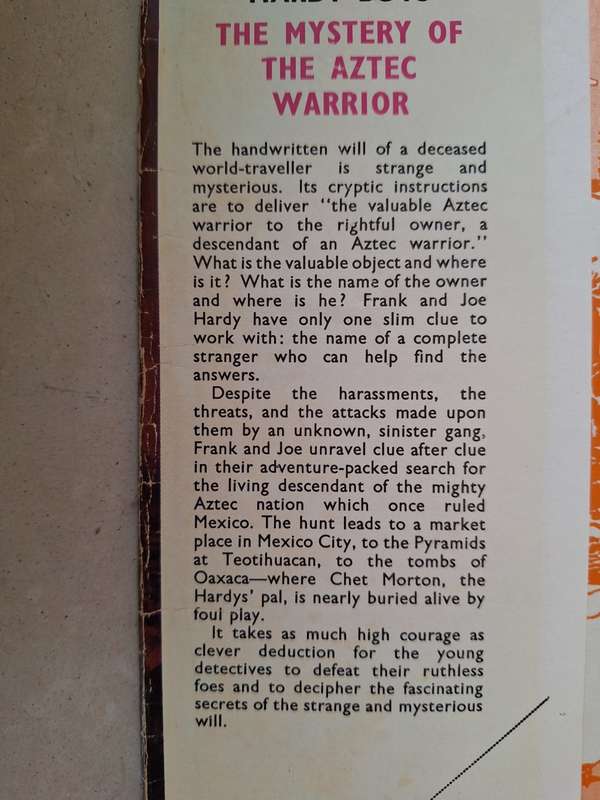 HARDY BOYS
THE MYSTERY OF
THE AZTEC
WARRIOR
The handwritten will of a deceased
world-traveller is strange and
mysterious. Its cryptic instructions
are to deliver “the valuable Aztec
warrior to the rightful owner, a
descendant of an Aztec warrior.”
What is the valuable object and where
is it? What is the name of the owner
and where is he? Frank and Joe
Hardy have only one slim clue to
work with: the name of a complete
stranger who can help find the
answers.
Despite the harassments, the
threats, and the attacks made upon
them by an unknown, sinister gang,
Frank and Joe unravel clue after clue
in their adventure-packed search for
the living descendant of the mighty
Aztec nation which once ruled
Mexico. The hunt leads to a market
place in Mexico City, to the Pyramids
at Teotihuacan, to the tombs of
Oaxaca—where Chet Morton, the
Hardys’ pal, is nearly buried alive by
foul play.
It takes as much high courage as
clever deduction for the young
detectives to defeat their ruthless
foes and to decipher the fascinating
secrets of the strange and mysterious
will.